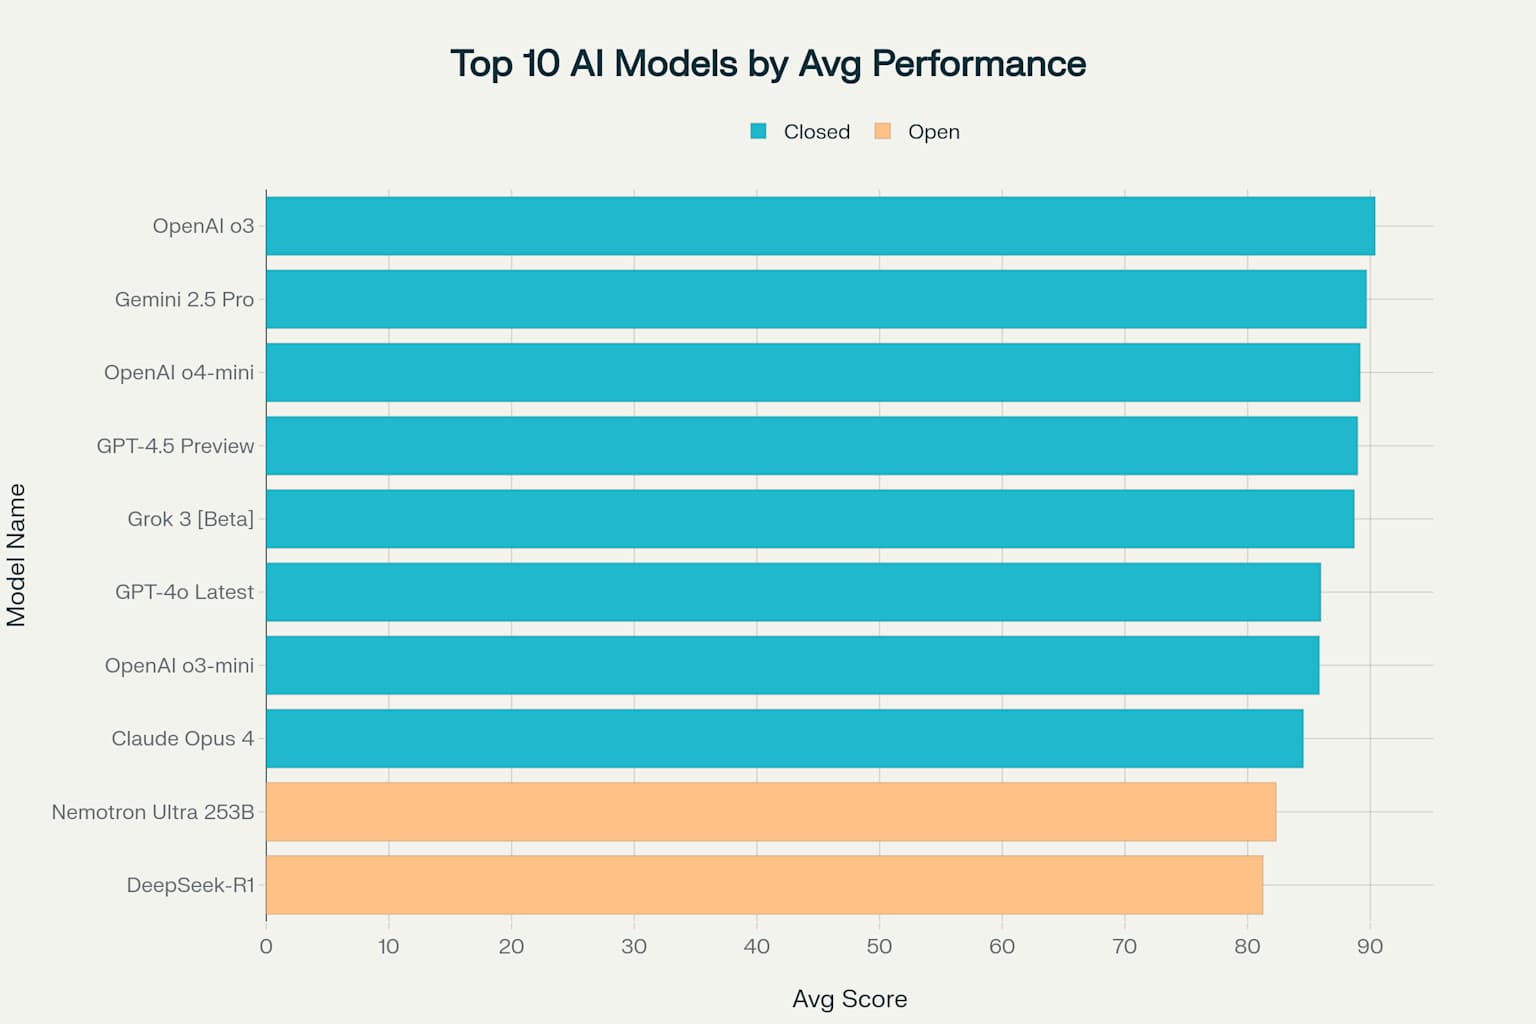 Top 10 AI Models by Avg Performance
Closed
Open
Model Name
OpenAI o3
Gemini 2.5 Pro
OpenAI o4-mini
GPT-4.5 Preview
Grok 3 [Beta]
GPT-4o Latest
OpenAI o3-mini
Claude Opus 4
Nemotron Ultra 253B
DeepSeek-R1
0 10 20 30 40 50 60 70 80 90
Avg Score